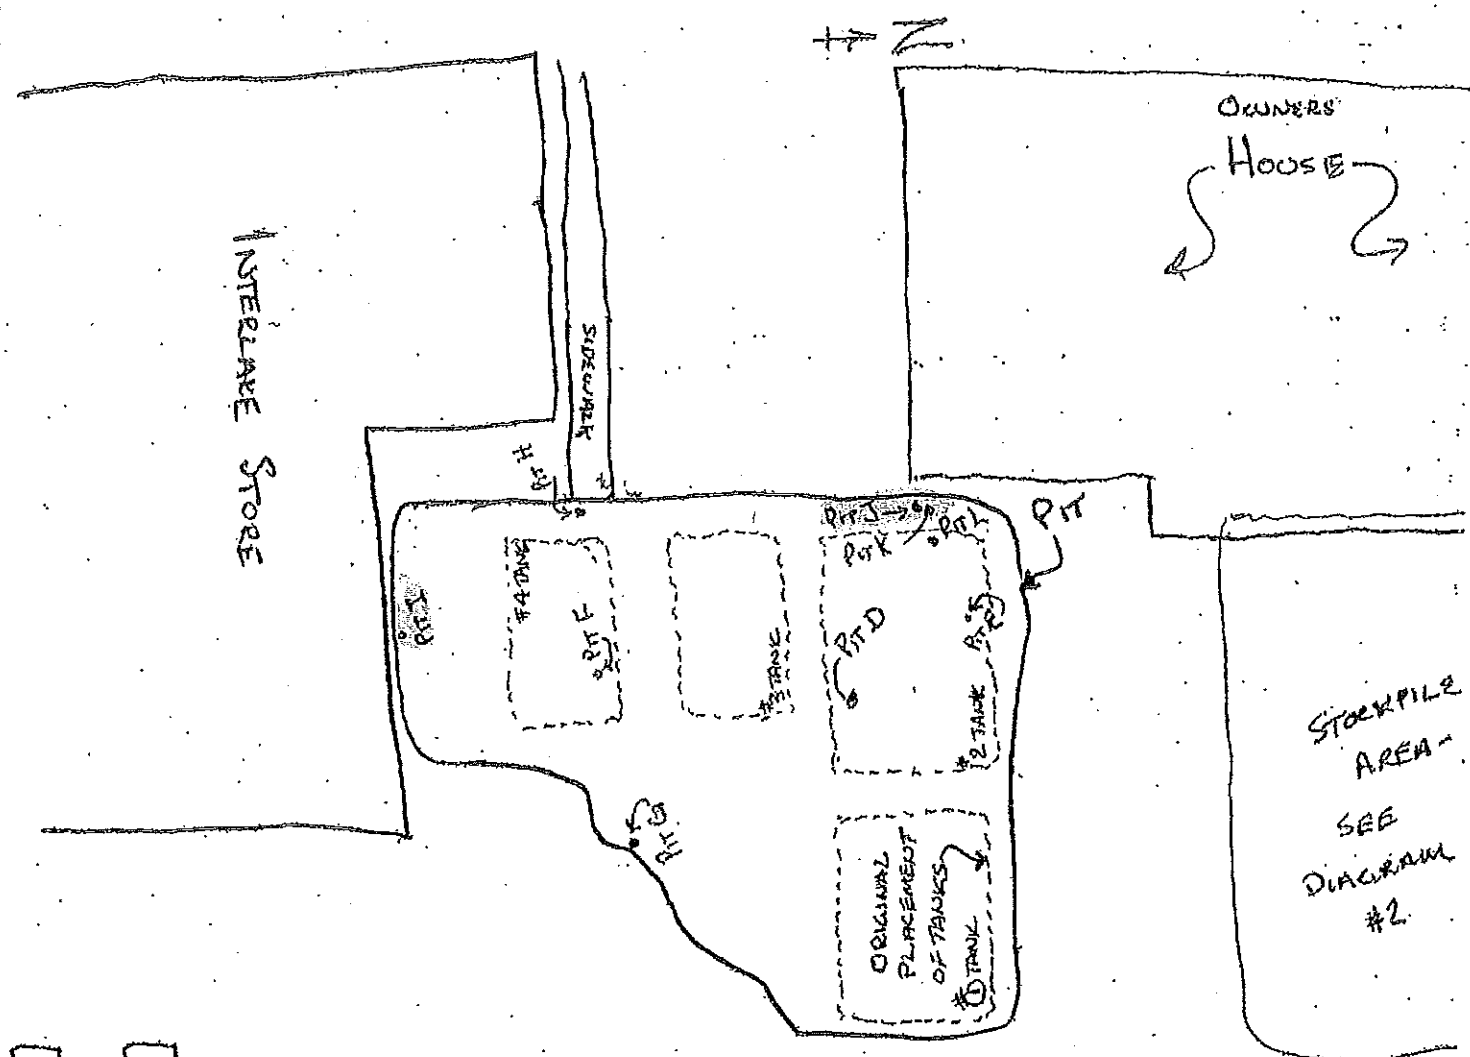 N
OWNERS
HOUSE
INTERLAKE STORE
SIDEWALK
PIT H
PIT J
PIT K
PIT L
PIT
#4 TANK
PIT I
PIT F
#3 TANK
PIT D
PIT E
#2 TANK
PIT G
ORIGINAL
PLACEMENT
OF TANKS
#1 TANK
STOCKPILE
AREA-
SEE
DIAGRAM
#2